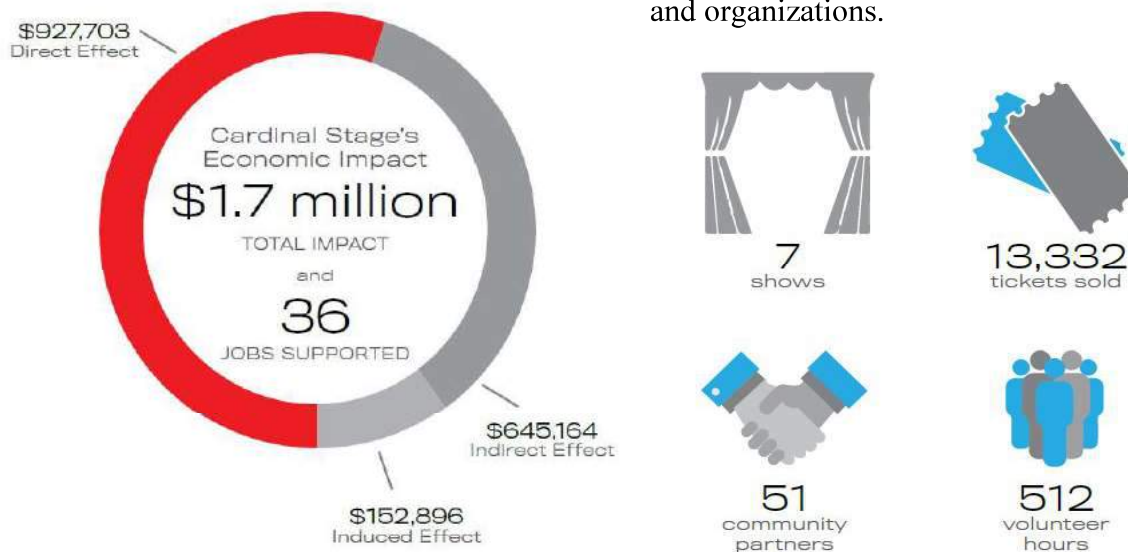 and organizations.
$927,703
Direct Effect
Cardinal Stage's
Economic Impact
$1.7 million
TOTAL IMPACT
and
36
JOBS SUPPORTED
$645,164
Indirect Effect
$152,896
Induced Effect
7
shows
13,332
tickets sold
51
community
partners
512
volunteer
hours